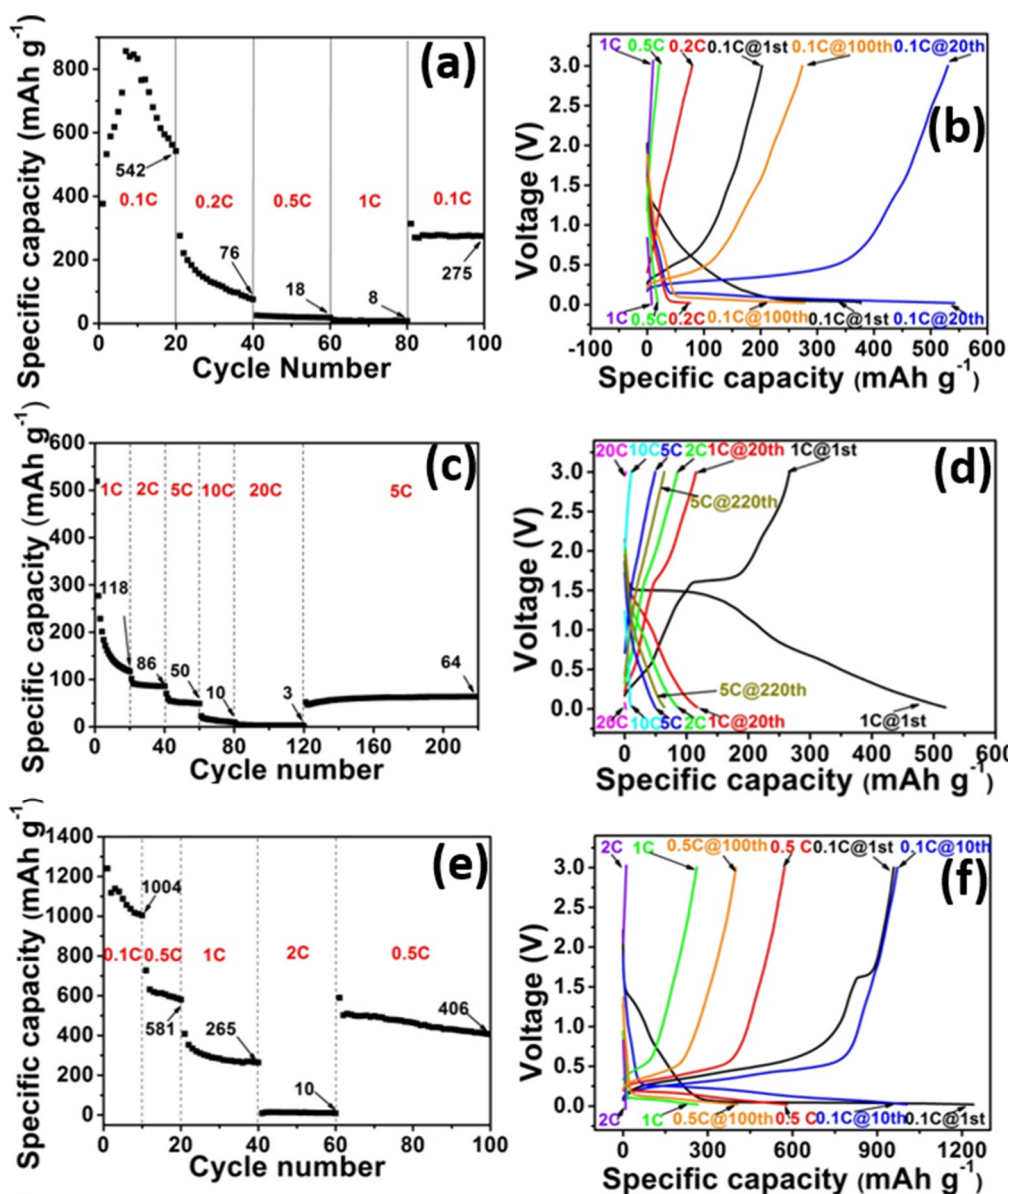 (a)
Specific capacity (mAh g-1)
800
600
400
200
0
542
0.1C 0.2C 0.5C 1C 0.1C
76 18 8 275
0 20 40 60 80 100
Cycle Number
(b)
Voltage (V)
3.0
2.5
2.0
1.5
1.0
0.5
0.0
1C 0.5C 0.2C 0.1C@1st 0.1C@100th 0.1C@20th
1C 0.5C 0.2C 0.1C@100th 0.1C@1st 0.1C@20th
-100 0 100 200 300 400 500 600
Specific capacity (mAh g-1)
(c)
Specific capacity (mAh g-1)
600
500
400
300
200
100
0
1C 2C 5C 10C 20C 5C
118 86 50 10 3 64
0 40 80 120 160 200
Cycle number
(d)
Voltage (V)
3.0
2.5
2.0
1.5
1.0
0.5
0.0
20C 10C 5C 2C 1C@20th 1C@1st
5C@220th
5C@220th
20C 10C 5C 2C 1C@20th 1C@1st
0 100 200 300 400 500 600
Specific capacity (mAh g-1)
(e)
Specific capacity (mAh g-1)
1400
1200
1000
800
600
400
200
0
1004
0.1C 0.5C 1C 2C 0.5C
581 265 10 406
0 20 40 60 80 100
Cycle number
(f)
Voltage (V)
3.0
2.5
2.0
1.5
1.0
0.5
0.0
2C 1C 0.5C@100th 0.5 C 0.1C@1st 0.1C@10th
2C 1C 0.5C@100th 0.5 C 0.1C@10th 0.1C@1st
0 300 600 900 1200
Specific capacity (mAh g-1)